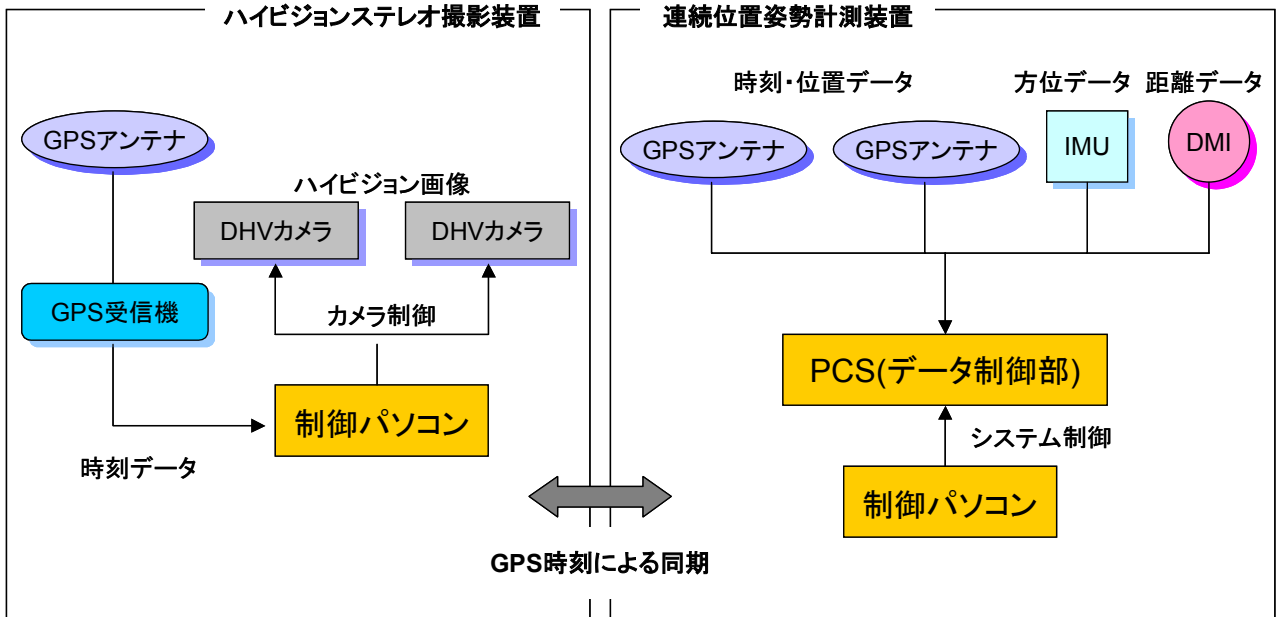 ハイビジョンステレオ撮影装置
GPSアンテナ
ハイビジョン画像
DHVカメラ
DHVカメラ
GPS受信機
カメラ制御
制御パソコン
時刻データ
連続位置姿勢計測装置
時刻・位置データ
方位データ
距離データ
GPSアンテナ
GPSアンテナ
IMU
DMI
PCS(データ制御部)
システム制御
制御パソコン
GPS時刻による同期